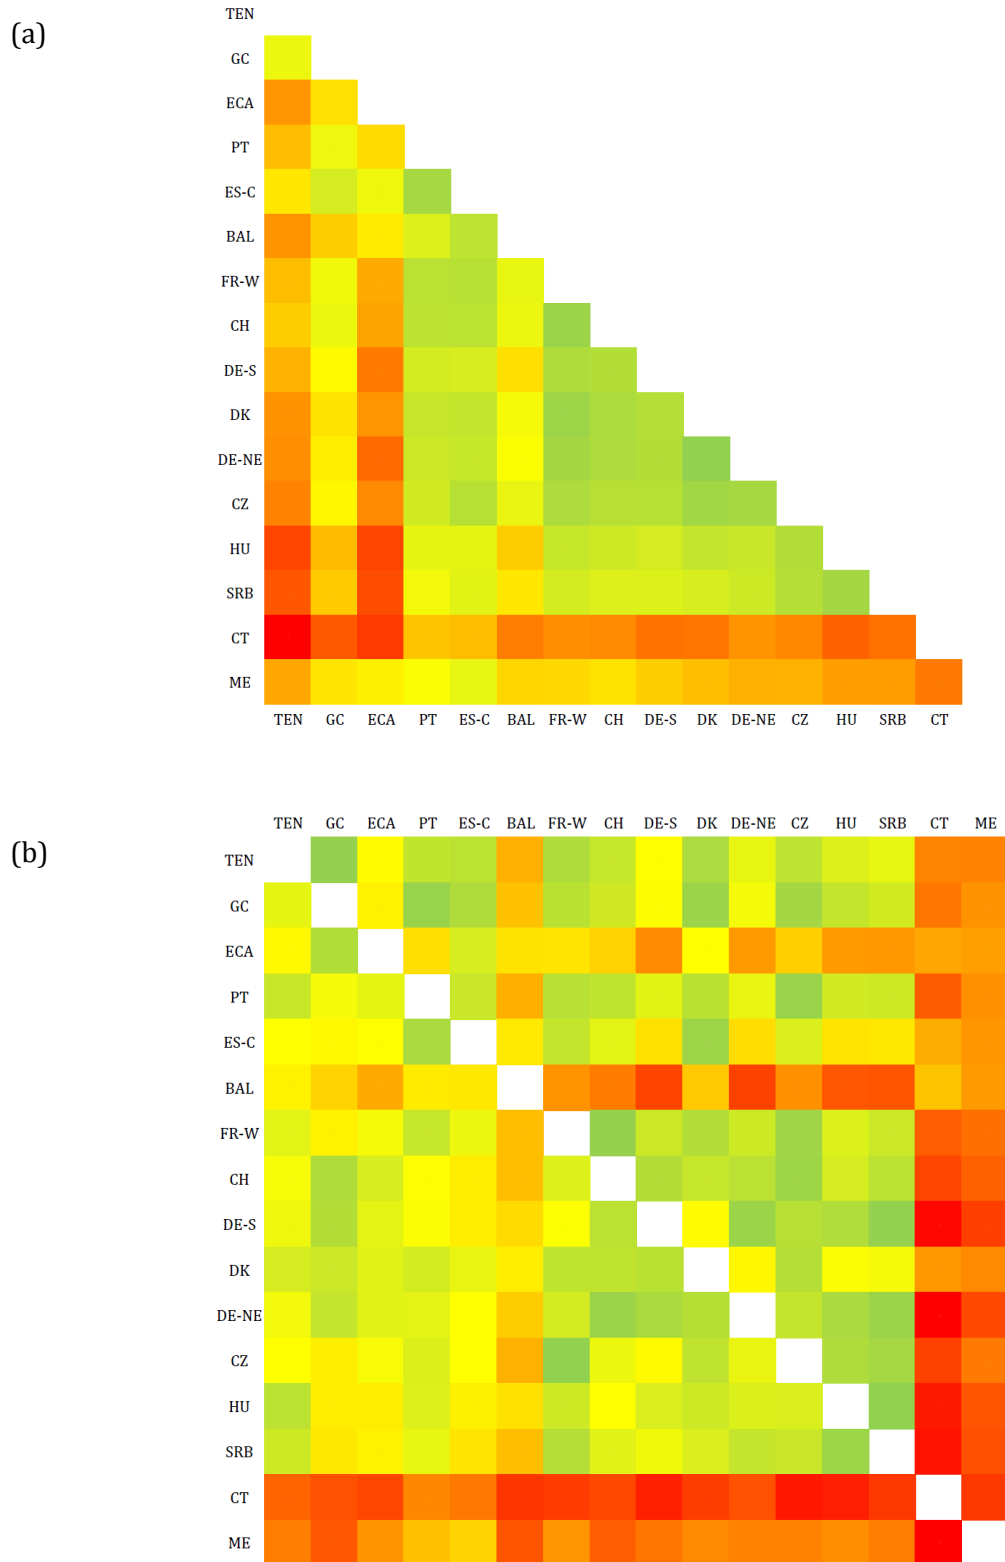 (a)
TEN
GC
ECA
PT
ES-C
BAL
FR-W
CH
DE-S
DK
DE-NE
CZ
HU
SRB
CT
ME
TEN GC ECA PT ES-C BAL FR-W CH DE-S DK DE-NE CZ HU SRB CT
TEN GC ECA PT ES-C BAL FR-W CH DE-S DK DE-NE CZ HU SRB CT ME
(b)
TEN
GC
ECA
PT
ES-C
BAL
FR-W
CH
DE-S
DK
DE-NE
CZ
HU
SRB
CT
ME